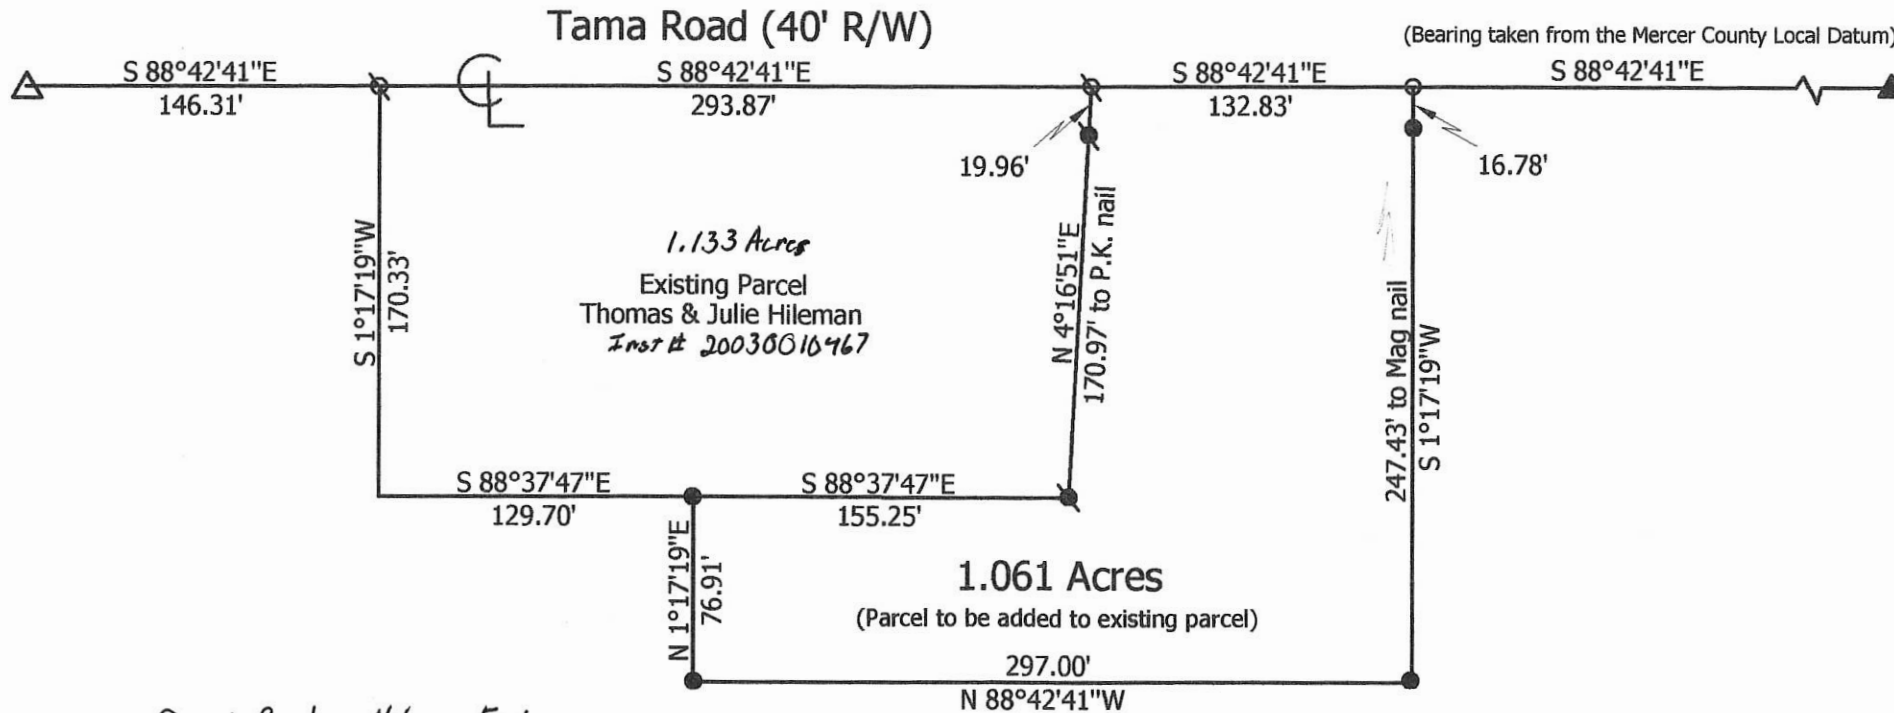 Tama Road (40' R/W)
(Bearing taken from the Mercer County Local Datum)
S 88°42'41"E
146.31'
S 88°42'41"E
293.87'
S 88°42'41"E
132.83'
S 88°42'41"E
CL
19.96'
16.78'
S 1°17'19"W
170.33'
1.133 Acres
Existing Parcel
Thomas & Julie Hileman
Inst # 20030010467
N 4°16'51"E
170.97' to P.K. nail
247.43' to Mag nail
S 1°17'19"W
S 88°37'47"E
129.70'
S 88°37'47"E
155.25'
N 1°17'19"E
76.91'
1.061 Acres
(Parcel to be added to existing parcel)
297.00'
N 88°42'41"W